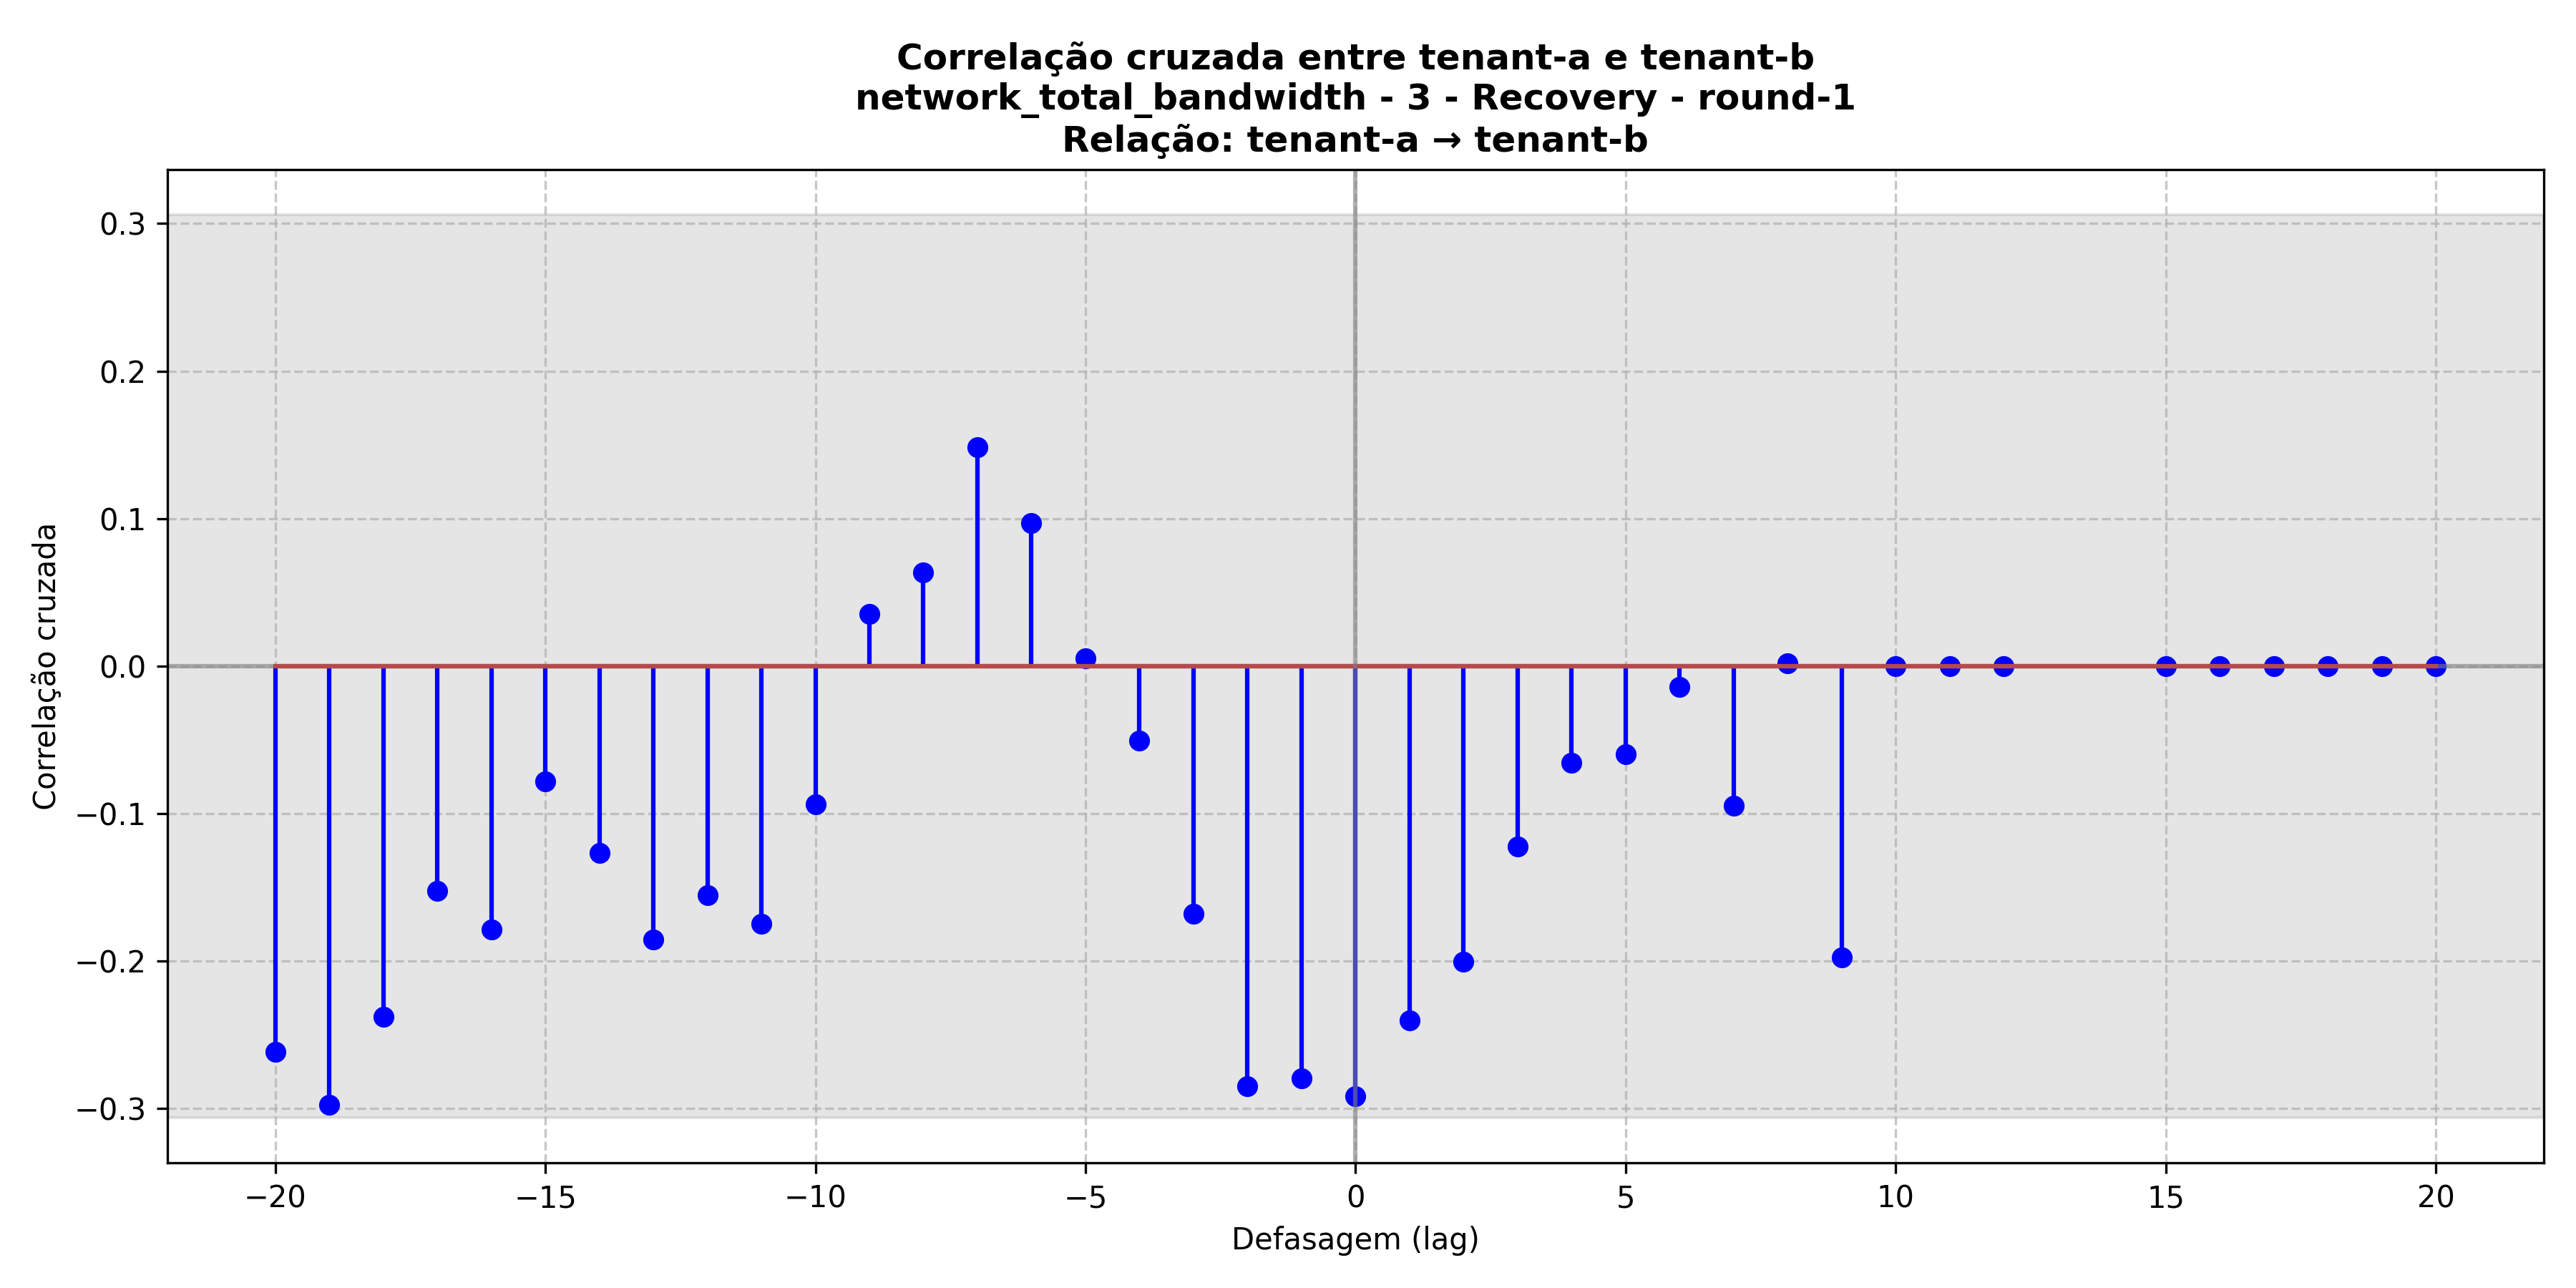 Correlação cruzada entre tenant-a e tenant-b
network_total_bandwidth - 3 - Recovery - round-1
Relação: tenant-a → tenant-b
Correlação cruzada
0.3
0.2
0.1
0.0
−0.1
−0.2
−0.3
−20 −15 −10 −5 0 5 10 15 20
Defasagem (lag)